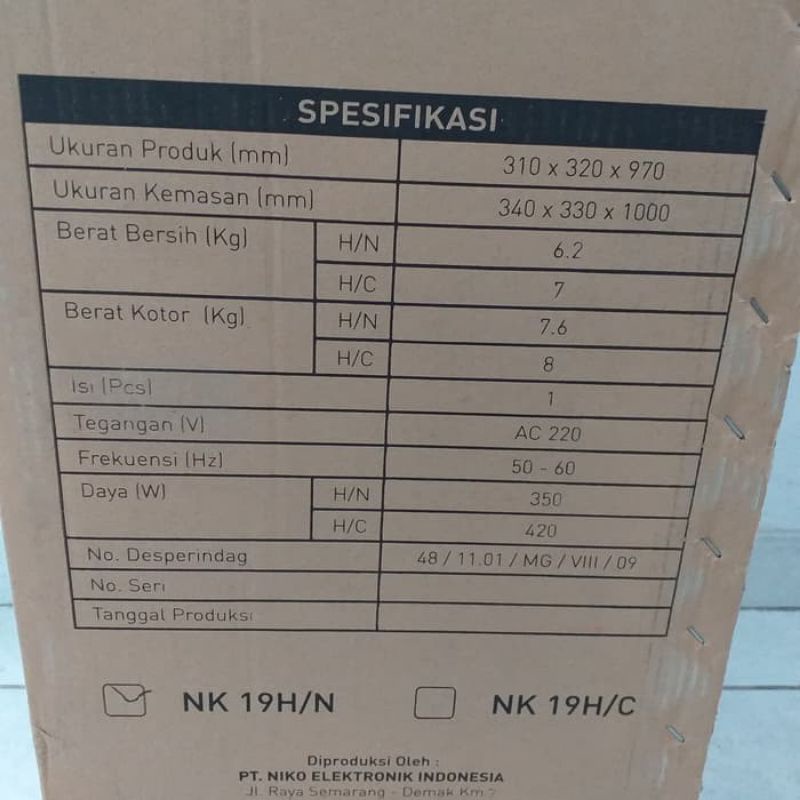 SPESIFIKASI
Ukuran Produk (mm) 310 x 320 x 970
Ukuran Kemasan (mm) 340 x 330 x 1000
Berat Bersih (Kg) H/N 6.2
H/C 7
Berat Kotor (Kg) H/N 7.6
H/C 8
Isi (Pcs) 1
Tegangan (V) AC 220
Frekuensi (Hz) 50 - 60
Daya (W) H/N 350
H/C 420
No. Desperindag 48 / 11.01 / MG / VIII / 09
No. Seri
Tanggal Produksi
NK 19H/N NK 19H/C
Diproduksi Oleh :
PT. NIKO ELEKTRONIK INDONESIA
Jl. Raya Semarang - Demak Km.